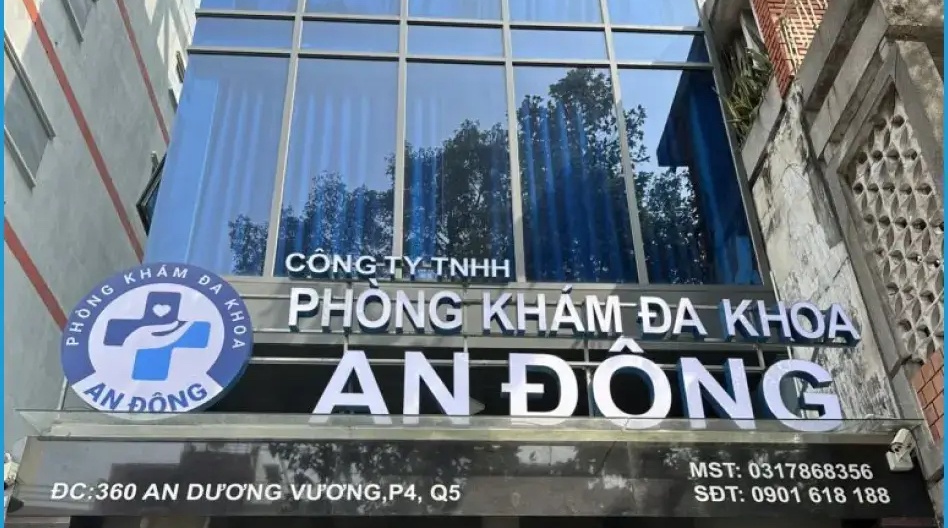 CÔNG TY TNHH
PHÒNG KHÁM ĐA KHOA
AN ĐÔNG
PHÒNG KHÁM ĐA KHOA
AN ĐÔNG
ĐC:360 AN DƯƠNG VƯƠNG,P4, Q5
MST: 0317868356
SĐT: 0901 618 188